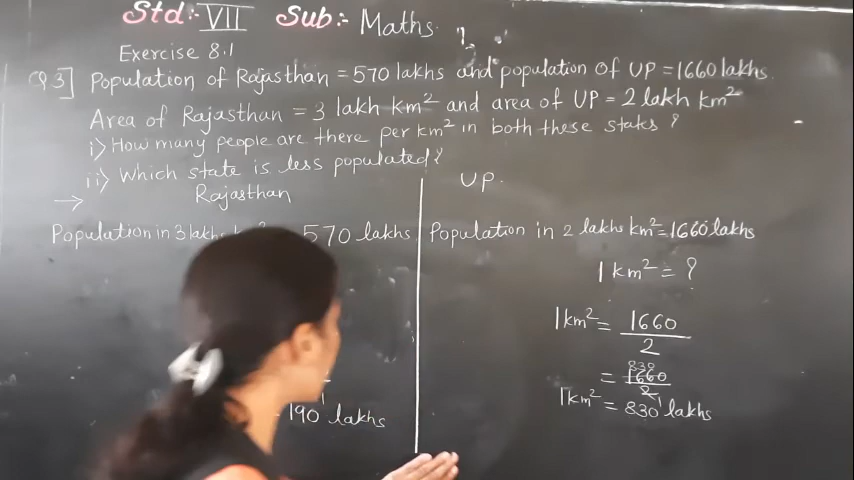 Std:- VII Sub:- Maths.
Exercise 8.1
Q 3] Population of Rajasthan = 570 lakhs and population of UP = 1660 lakhs.
Area of Rajasthan = 3 lakh km² and area of UP = 2 lakh km²
i) How many people are there per km² in both these states ?
ii) Which state is less populated?
→ Rajasthan
Population in 3 lakhs 570 lakhs
190 lakhs
UP.
Population in 2 lakhs km² = 1660 lakhs
1 km² = ?
1 km² = 1660
2
830
= 1660
2 1
1 km² = 830 lakhs